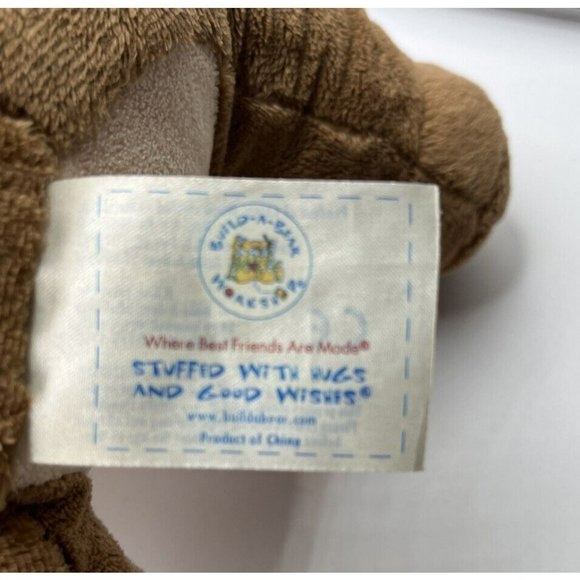 BUILD-A-BEAR
WORKSHOP®
Where Best Friends Are Made®
STUFFED WITH HUGS
AND GOOD WISHES®
www.buildabear.com
Product of China